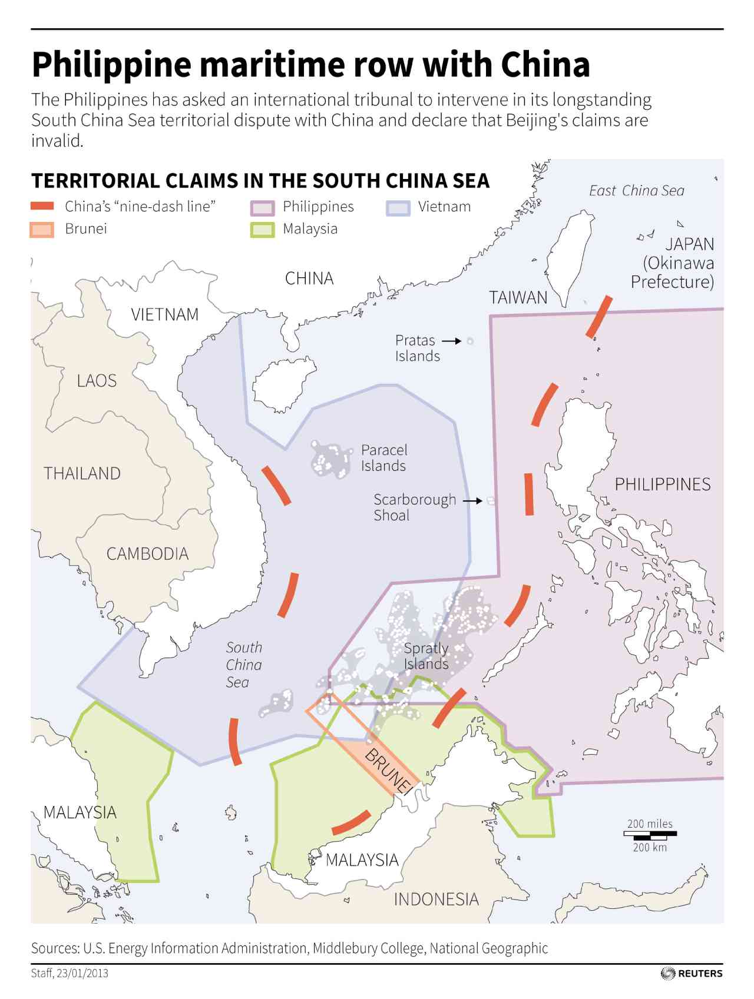 Philippine maritime row with China
The Philippines has asked an international tribunal to intervene in its longstanding
South China Sea territorial dispute with China and declare that Beijing's claims are
invalid.
TERRITORIAL CLAIMS IN THE SOUTH CHINA SEA
China’s “nine-dash line”
Philippines
Vietnam
Brunei
Malaysia
East China Sea
JAPAN
(Okinawa
Prefecture)
CHINA
TAIWAN
VIETNAM
Pratas
Islands
LAOS
Paracel
Islands
THAILAND
PHILIPPINES
Scarborough
Shoal
CAMBODIA
South
China
Sea
Spratly
Islands
BRUNEI
MALAYSIA
200 miles
200 km
MALAYSIA
INDONESIA
Sources: U.S. Energy Information Administration, Middlebury College, National Geographic
Staff, 23/01/2013
REUTERS